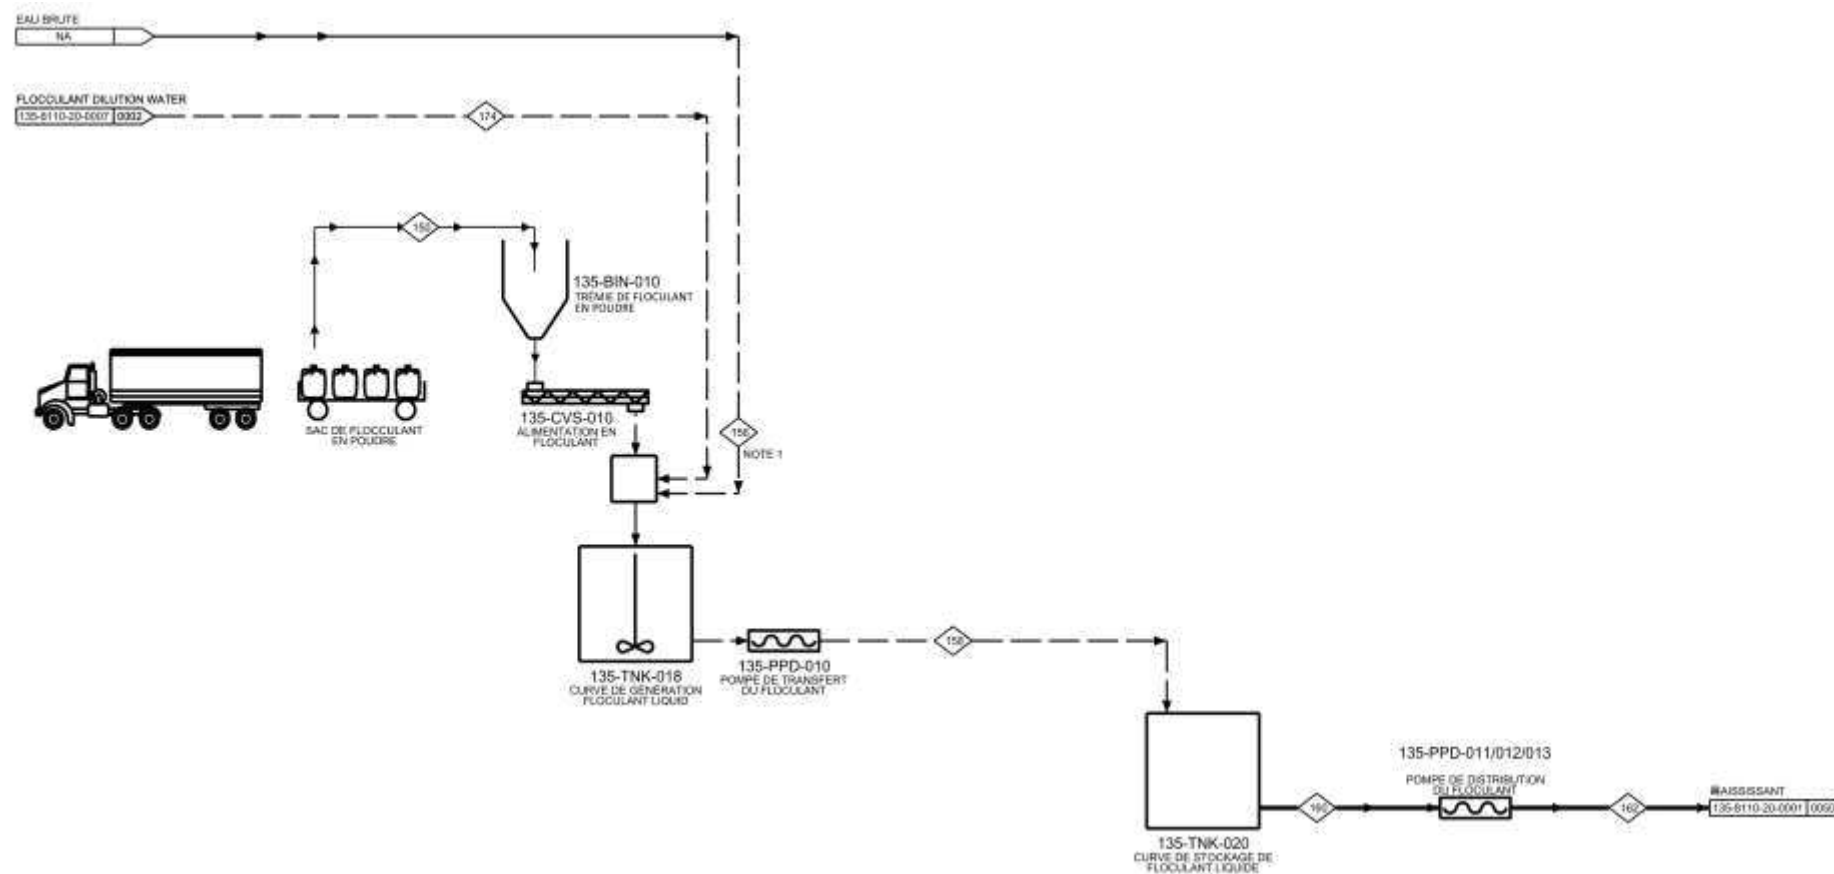 EAU BRUTE
NA
FLOCCULANT DILUTION WATER
135-8110-20-0007 0002
174
150
135-BIN-010
TRÉMIE DE FLOCULANT
EN POUDRE
SAC DE FLOCCULANT
EN POUDRE
135-CVS-010
ALIMENTATION EN
FLOCULANT
156
NOTE 1
135-TNK-018
CURVE DE GÉNÉRATION
FLOCULANT LIQUID
135-PPD-010
POMPE DE TRANSFERT
DU FLOCULANT
158
135-TNK-020
CURVE DE STOCKAGE DE
FLOCULANT LIQUIDE
160
135-PPD-011/012/013
POMPE DE DISTRIBUTION
DU FLOCULANT
162
135-8110-20-0001